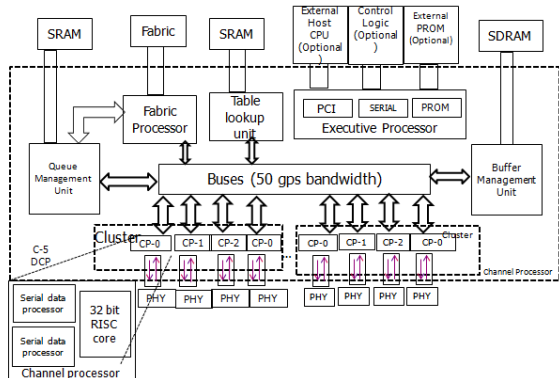 SRAM
Fabric
SRAM
External
Host
CPU
(Optional
)
Control
Logic
(Optional
)
External
PROM
(Optional)
SDRAM
Fabric
Processor
Table
lookup
unit
PCI
SERIAL
PROM
Executive Processor
Queue
Management
Unit
Buses (50 gps bandwidth)
Buffer
Management
Unit
Cluster
CP-0
CP-1
CP-2
CP-0
...
Cluster
CP-0
CP-1
CP-2
CP-0
C-5
DCP
Channel Processor
PHY
PHY
PHY
PHY
PHY
PHY
PHY
PHY
Serial data
processor
Serial data
processor
32 bit
RISC
core
Channel processor